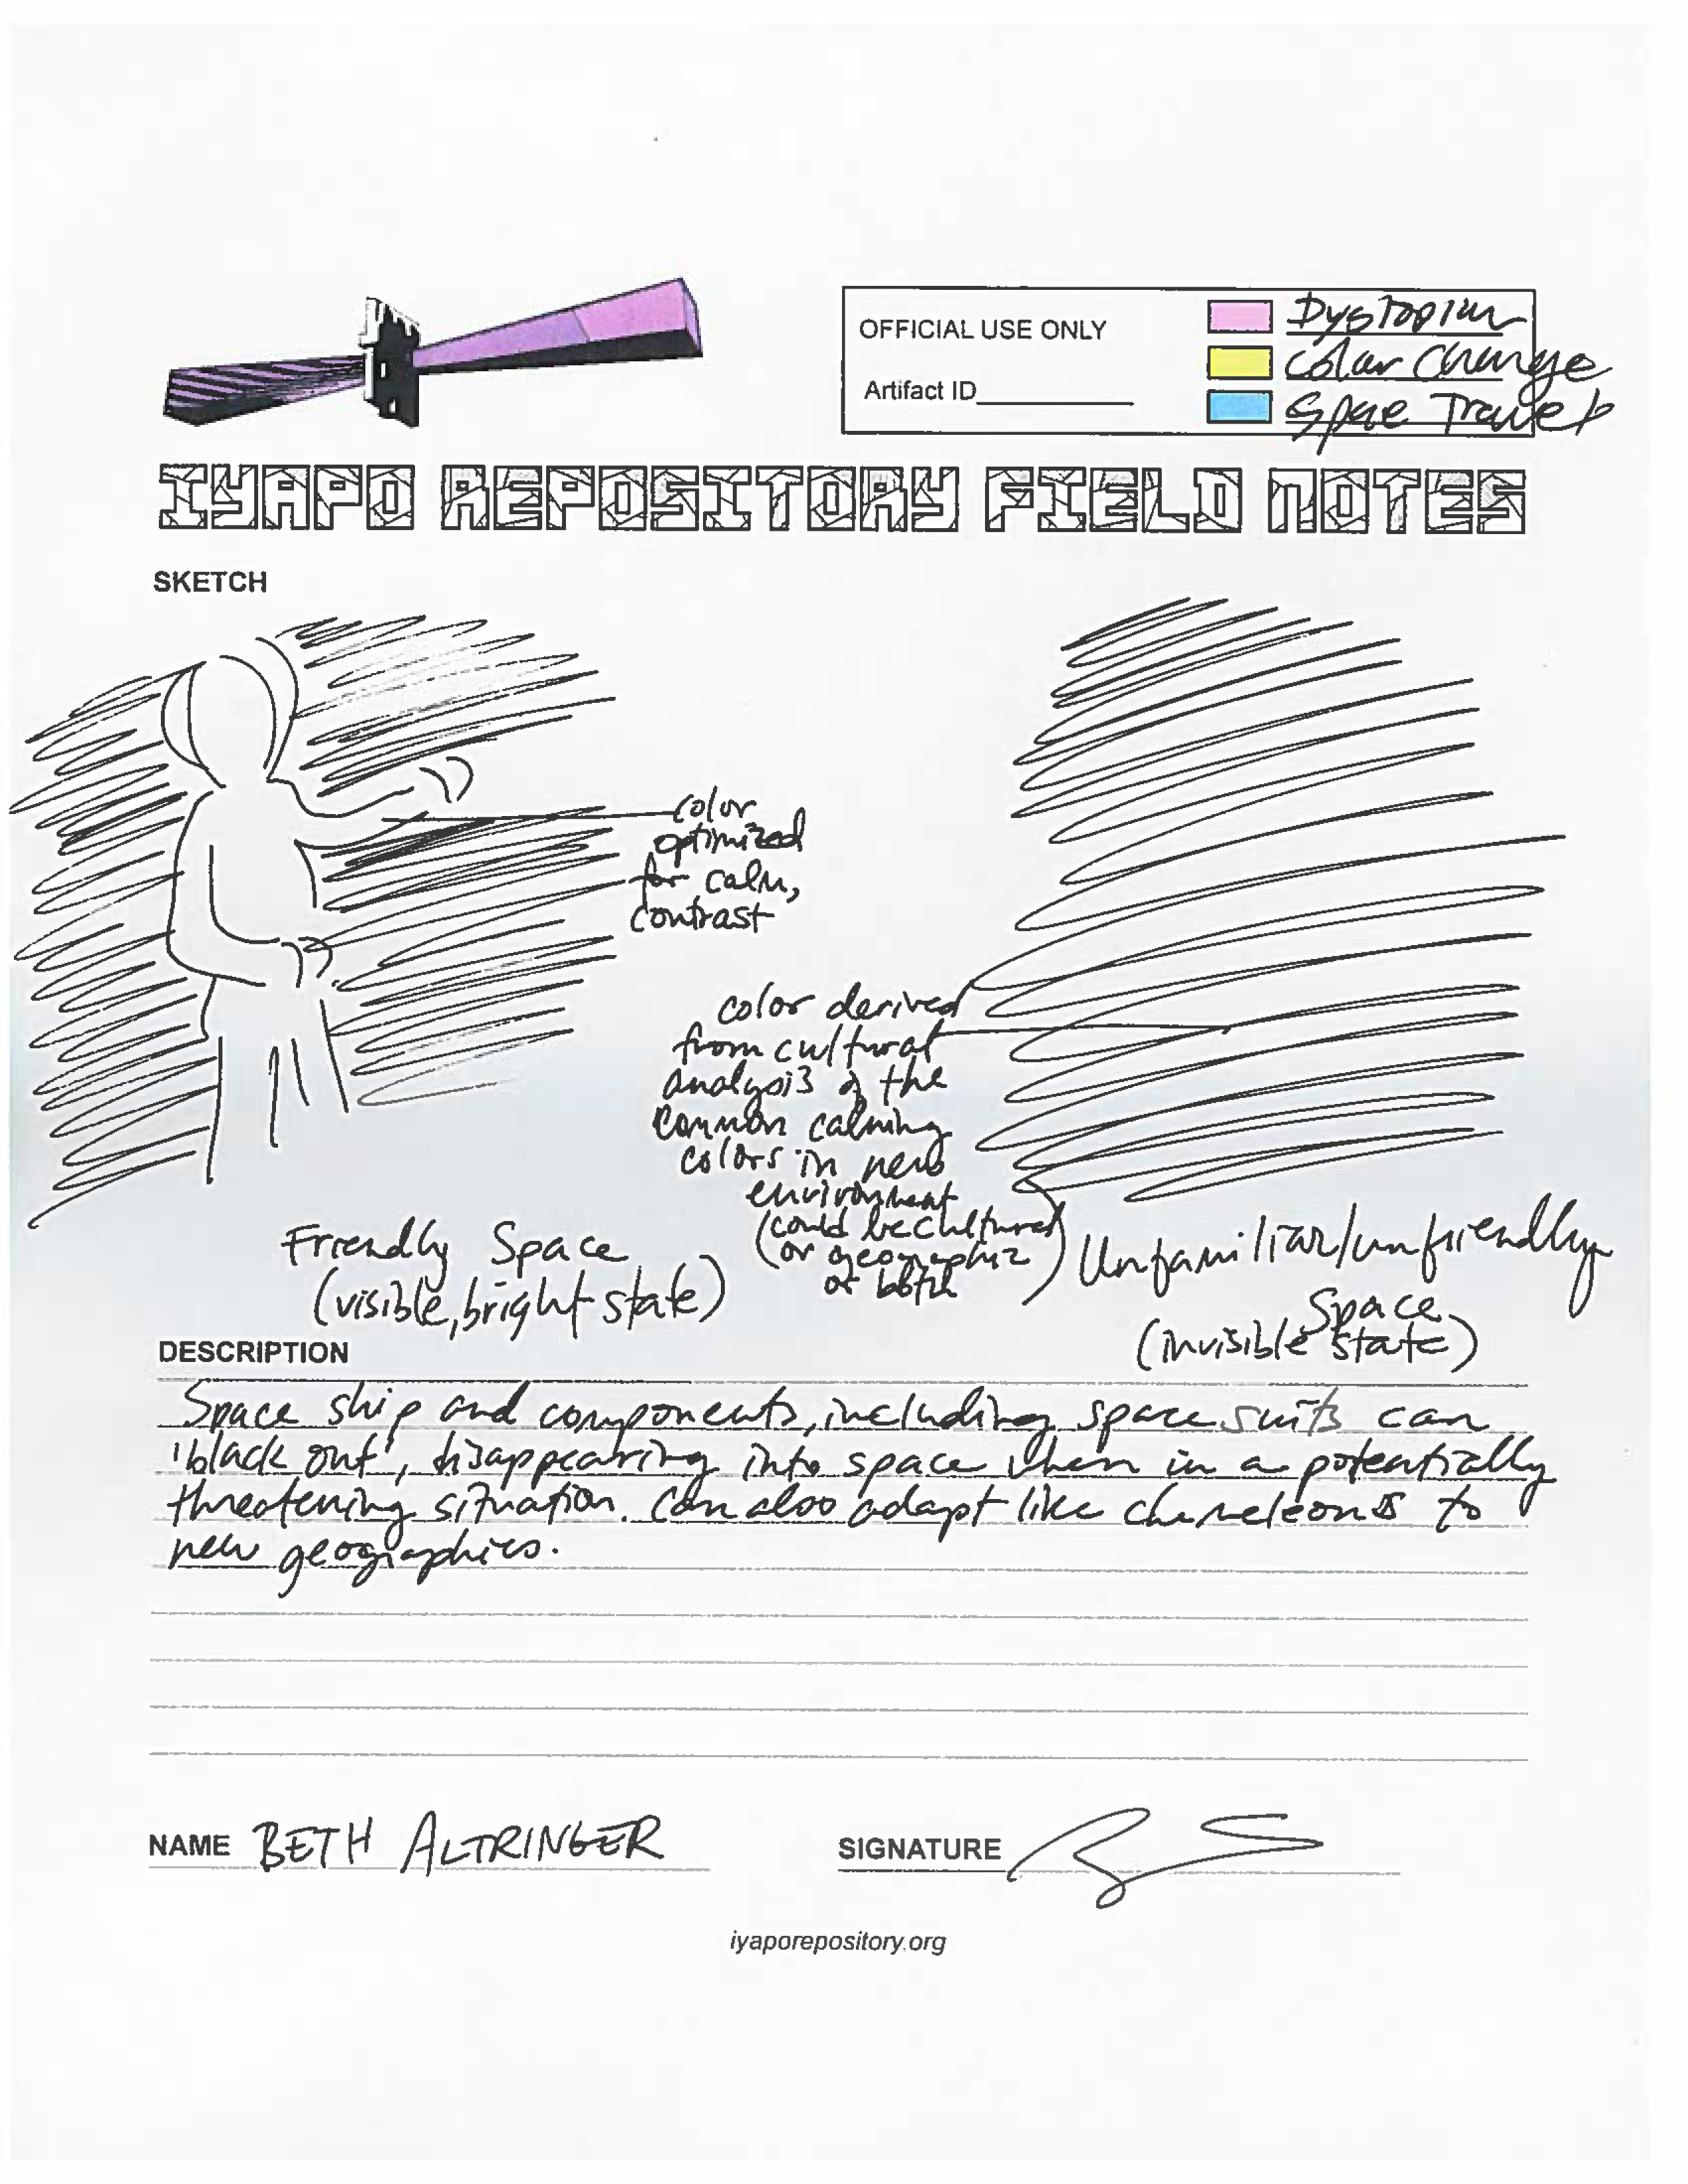 OFFICIAL USE ONLY
Artifact ID
Dystopian
Color Change
Space Travel
IYAPO REPOSITORY FIELD NOTES
SKETCH
color
optimized
for calm,
contrast
color derived
from cultural
analysis of the
common calming
colors in new
environment
(could be cultural
or geographic
or both)
Friendly Space
(visible, bright state)
Unfamiliar/unfriendly
Space
(invisible state)
DESCRIPTION
Space ship and components, including space suits can
'black out', disappearing into space when in a potentially
threatening situation. Can also adapt like chameleons to
new geographies.
NAME BETH ALTRINGER
SIGNATURE
iyaporepository.org